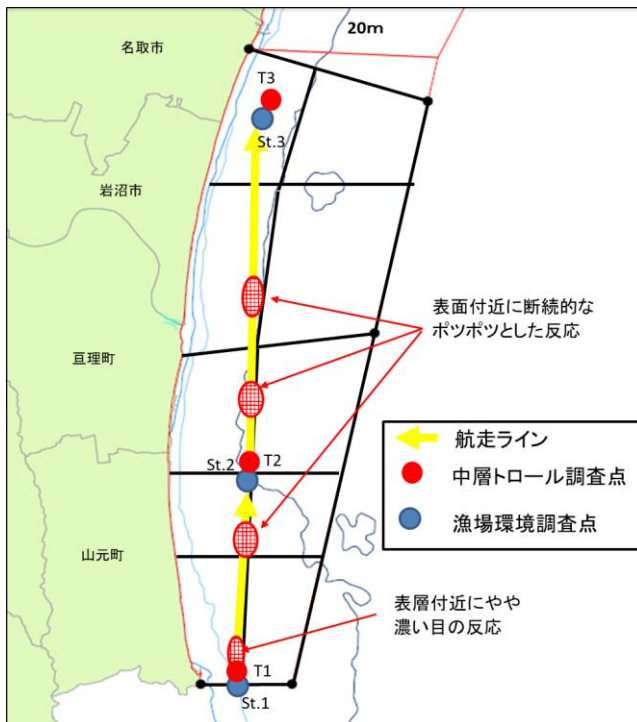 名取市
20m
T3
St.3
岩沼市
表面付近に断続的な
ポツポツとした反応
亘理町
航走ライン
T2
St.2
中層トロール調査点
漁場環境調査点
山元町
表層付近にやや
濃い目の反応
T1
St.1